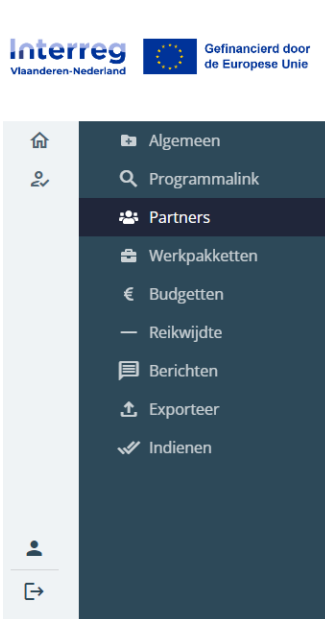 Interreg
Vlaanderen-Nederland
Gefinancierd door
de Europese Unie
Algemeen
Programmalink
Partners
Werkpakketten
€ Budgetten
Reikwijdte
Berichten
Exporteer
Indienen